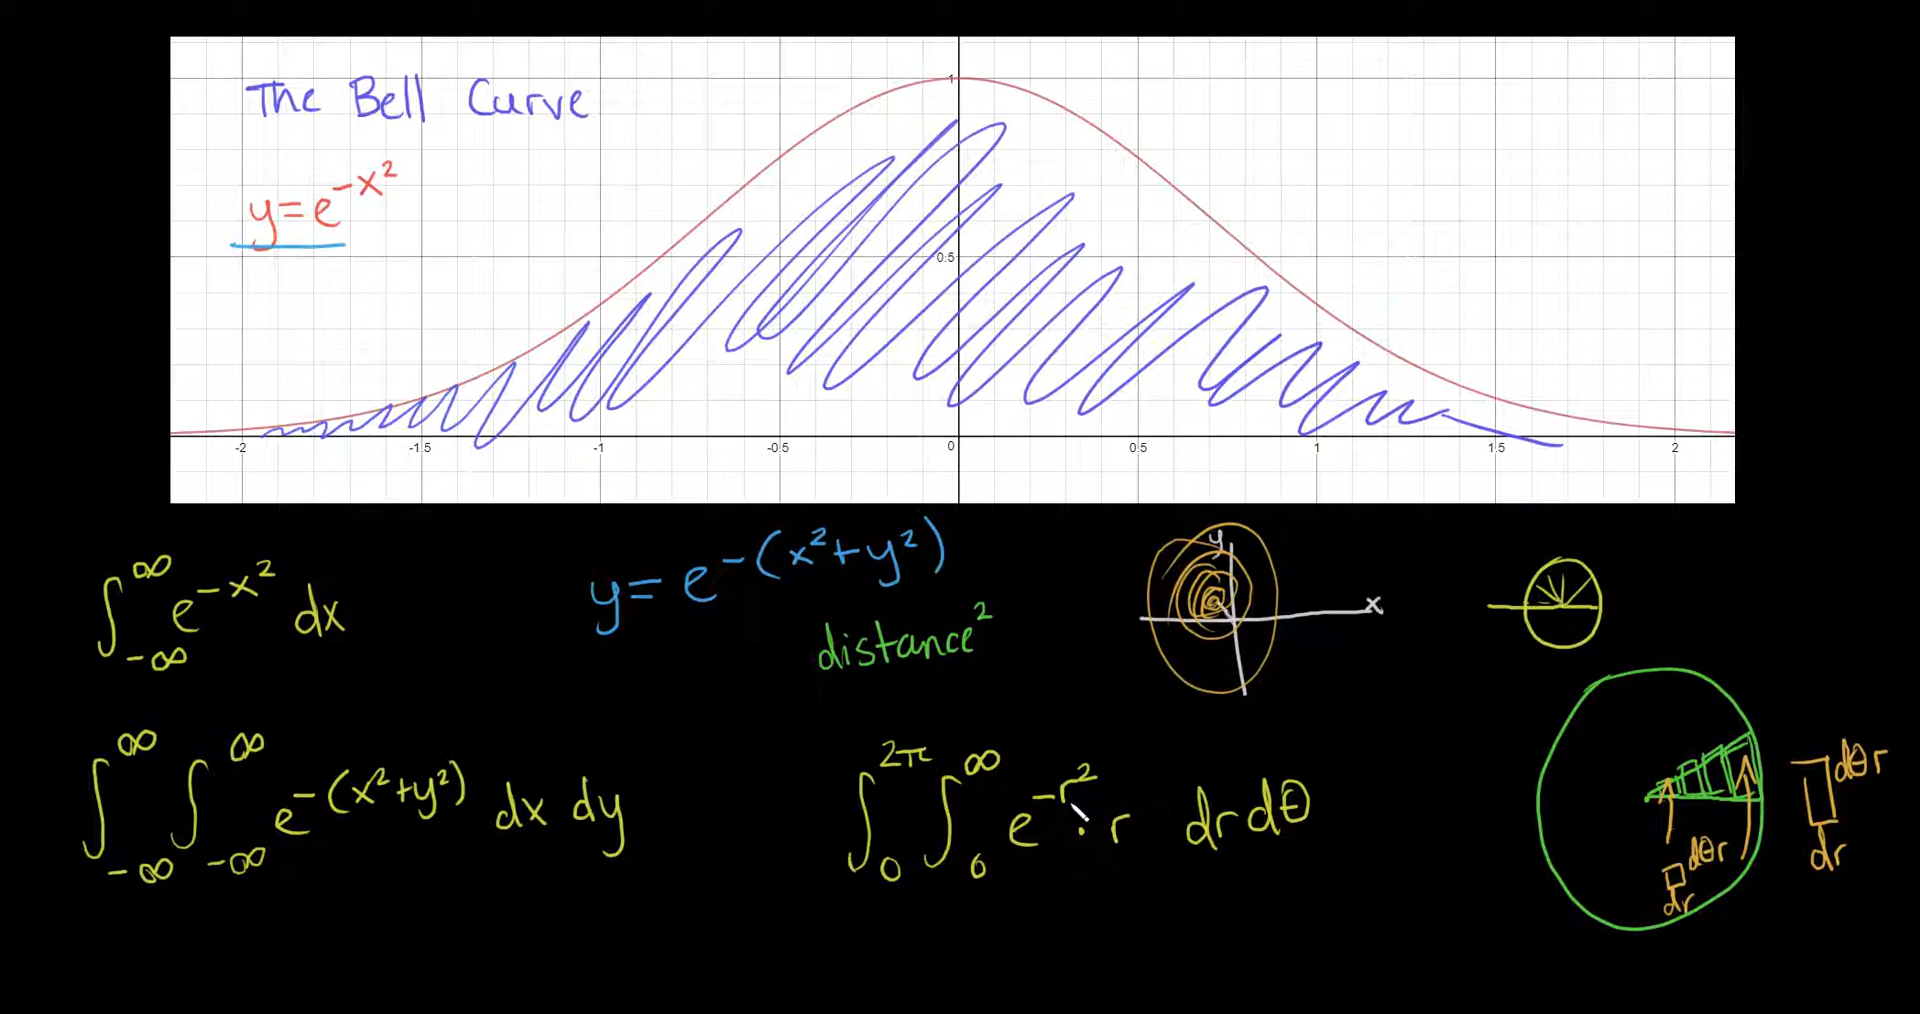 The Bell Curve
y=e^{-x^2}
1
0.5
-2 -1.5 -1 -0.5 0 0.5 1 1.5 2
∫_{-∞}^{∞} e^{-x^2} dx
y=e^{-(x^2+y^2)}
distance^2
y
x
∫_{-∞}^{∞} ∫_{-∞}^{∞} e^{-(x^2+y^2)} dx dy
∫_{0}^{2π} ∫_{0}^{∞} e^{-r^2} · r dr dθ
dθr
dr
dθr
dr